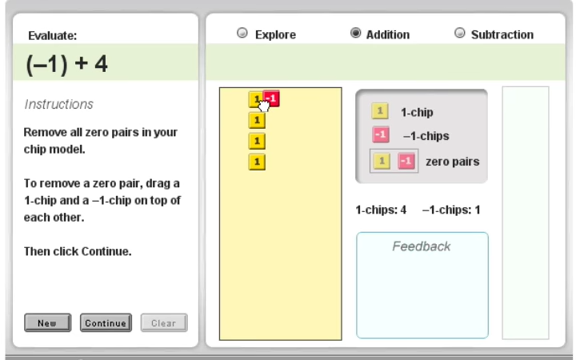 Evaluate:
(–1) + 4
Instructions
Remove all zero pairs in your
chip model.
To remove a zero pair, drag a
1-chip and a –1-chip on top of
each other.
Then click Continue.
New Continue Clear
Explore Addition Subtraction
1 -1
1
1
1
1 1-chip
-1 –1-chips
1 -1 zero pairs
1-chips: 4 –1-chips: 1
Feedback